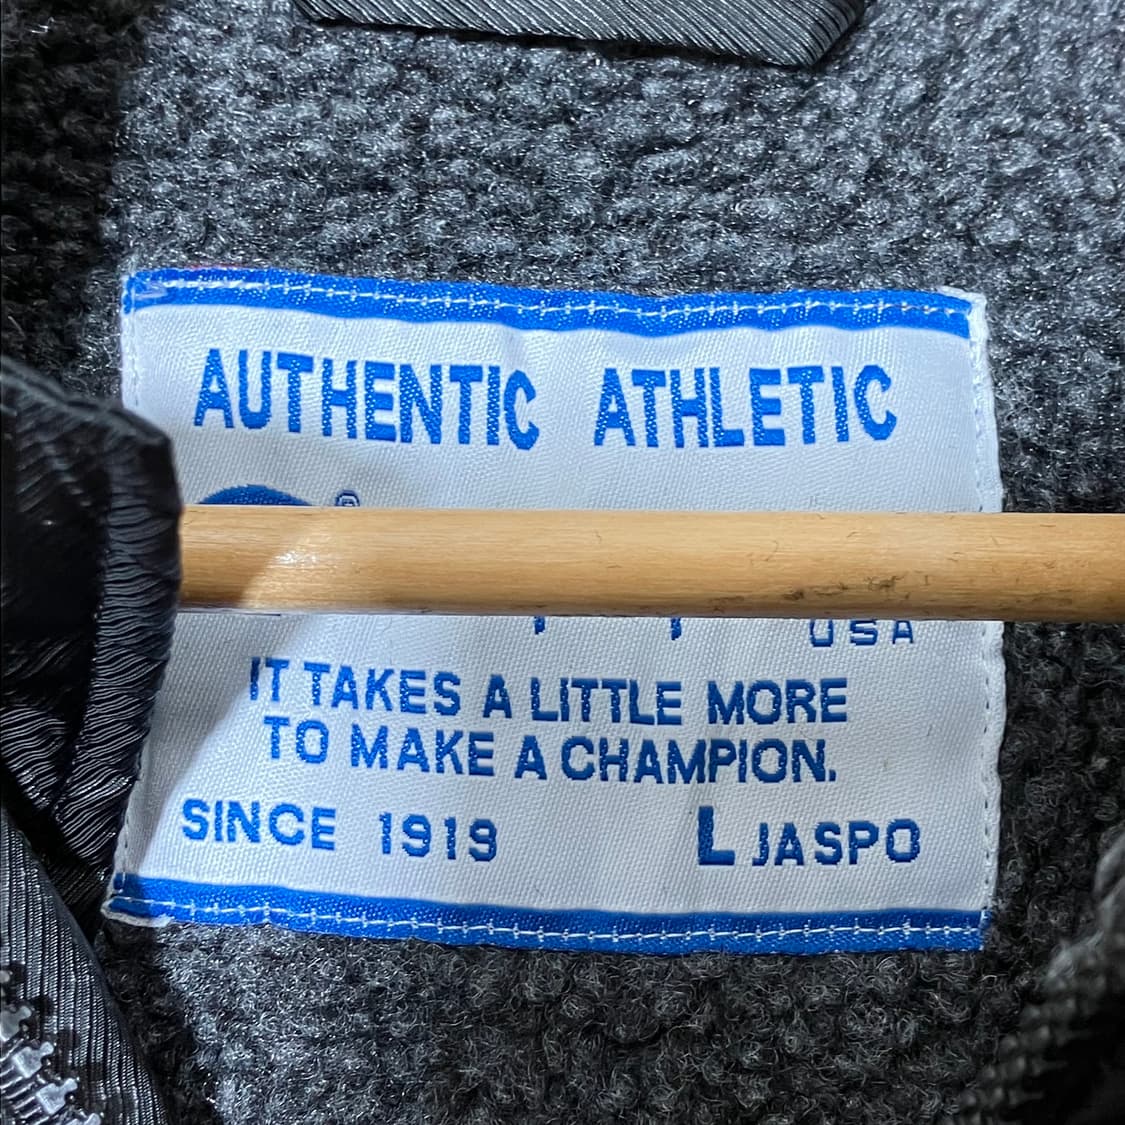 AUTHENTIC ATHLETIC
®
USA
IT TAKES A LITTLE MORE
TO MAKE A CHAMPION.
SINCE 1919 L JASPO